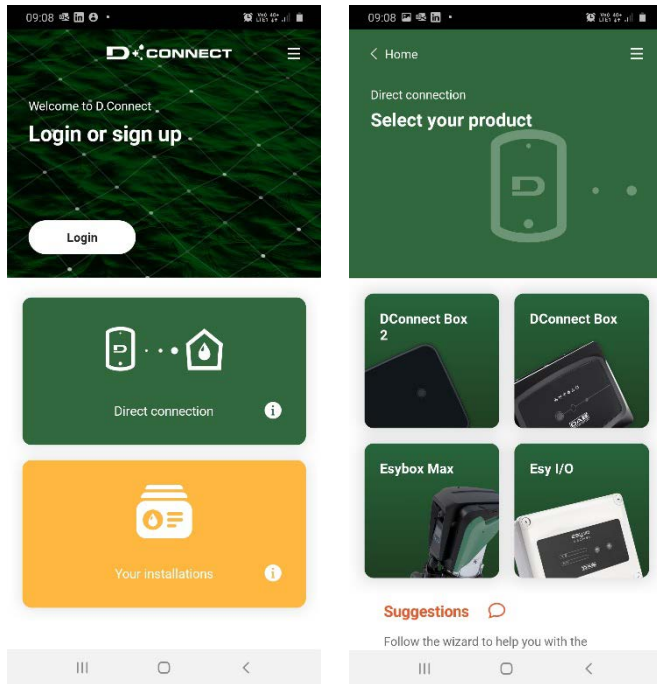 09:08
D+CONNECT
Welcome to D.Connect
Login or sign up
Login
Direct connection
Your installations
09:08
Home
Direct connection
Select your product
DConnect Box
2
DConnect Box
DAB
Esybox Max
Esy I/O
Suggestions
Follow the wizard to help you with the